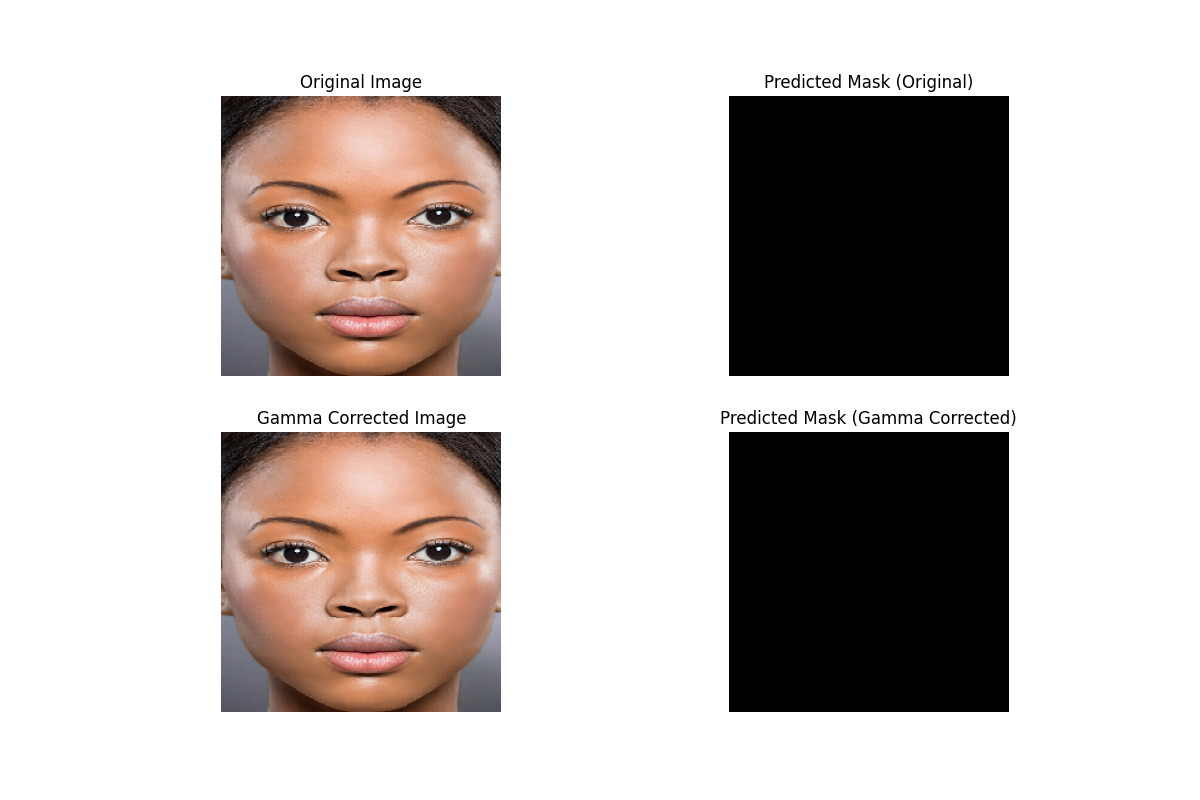 Original Image
Predicted Mask (Original)
Gamma Corrected Image
Predicted Mask (Gamma Corrected)